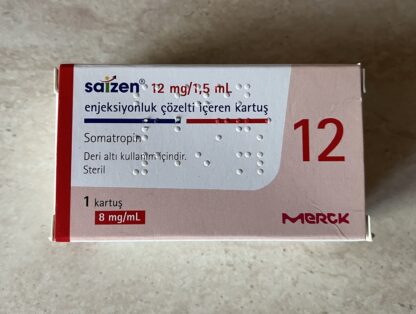 saizen® 12 mg/1,5 mL
enjeksiyonluk çözelti içeren kartuş
Somatropin
Deri altı kullanım içindir.
Steril
12
1 kartuş
8 mg/mL
MERCK